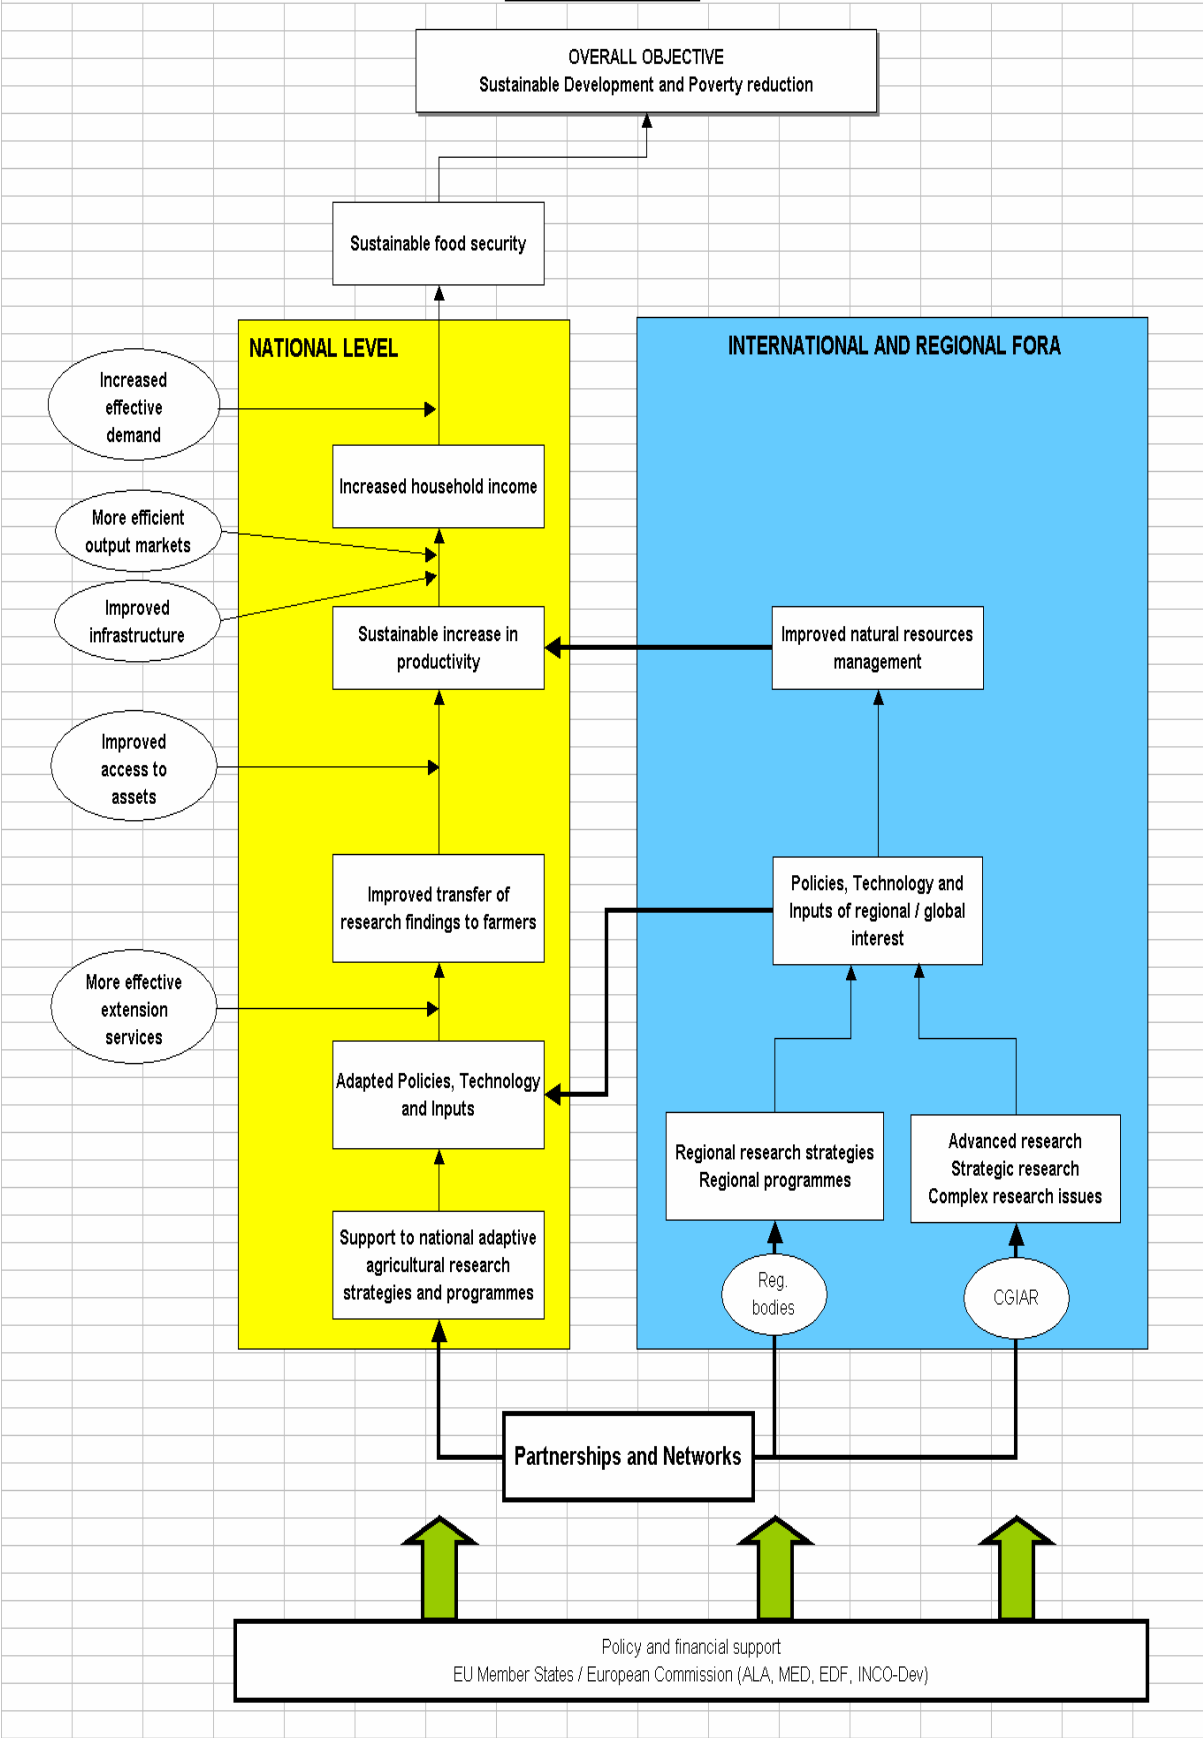 OVERALL OBJECTIVE
Sustainable Development and Poverty reduction
Sustainable food security
NATIONAL LEVEL
INTERNATIONAL AND REGIONAL FORA
Increased
effective
demand
Increased household income
More efficient
output markets
Improved
infrastructure
Sustainable increase in
productivity
Improved natural resources
management
Improved
access to
assets
Improved transfer of
research findings to farmers
Policies, Technology and
Inputs of regional / global
interest
More effective
extension
services
Adapted Policies, Technology
and Inputs
Regional research strategies
Regional programmes
Advanced research
Strategic research
Complex research issues
Support to national adaptive
agricultural research
strategies and programmes
Reg.
bodies
CGIAR
Partnerships and Networks
Policy and financial support
EU Member States / European Commission (ALA, MED, EDF, INCO-Dev)